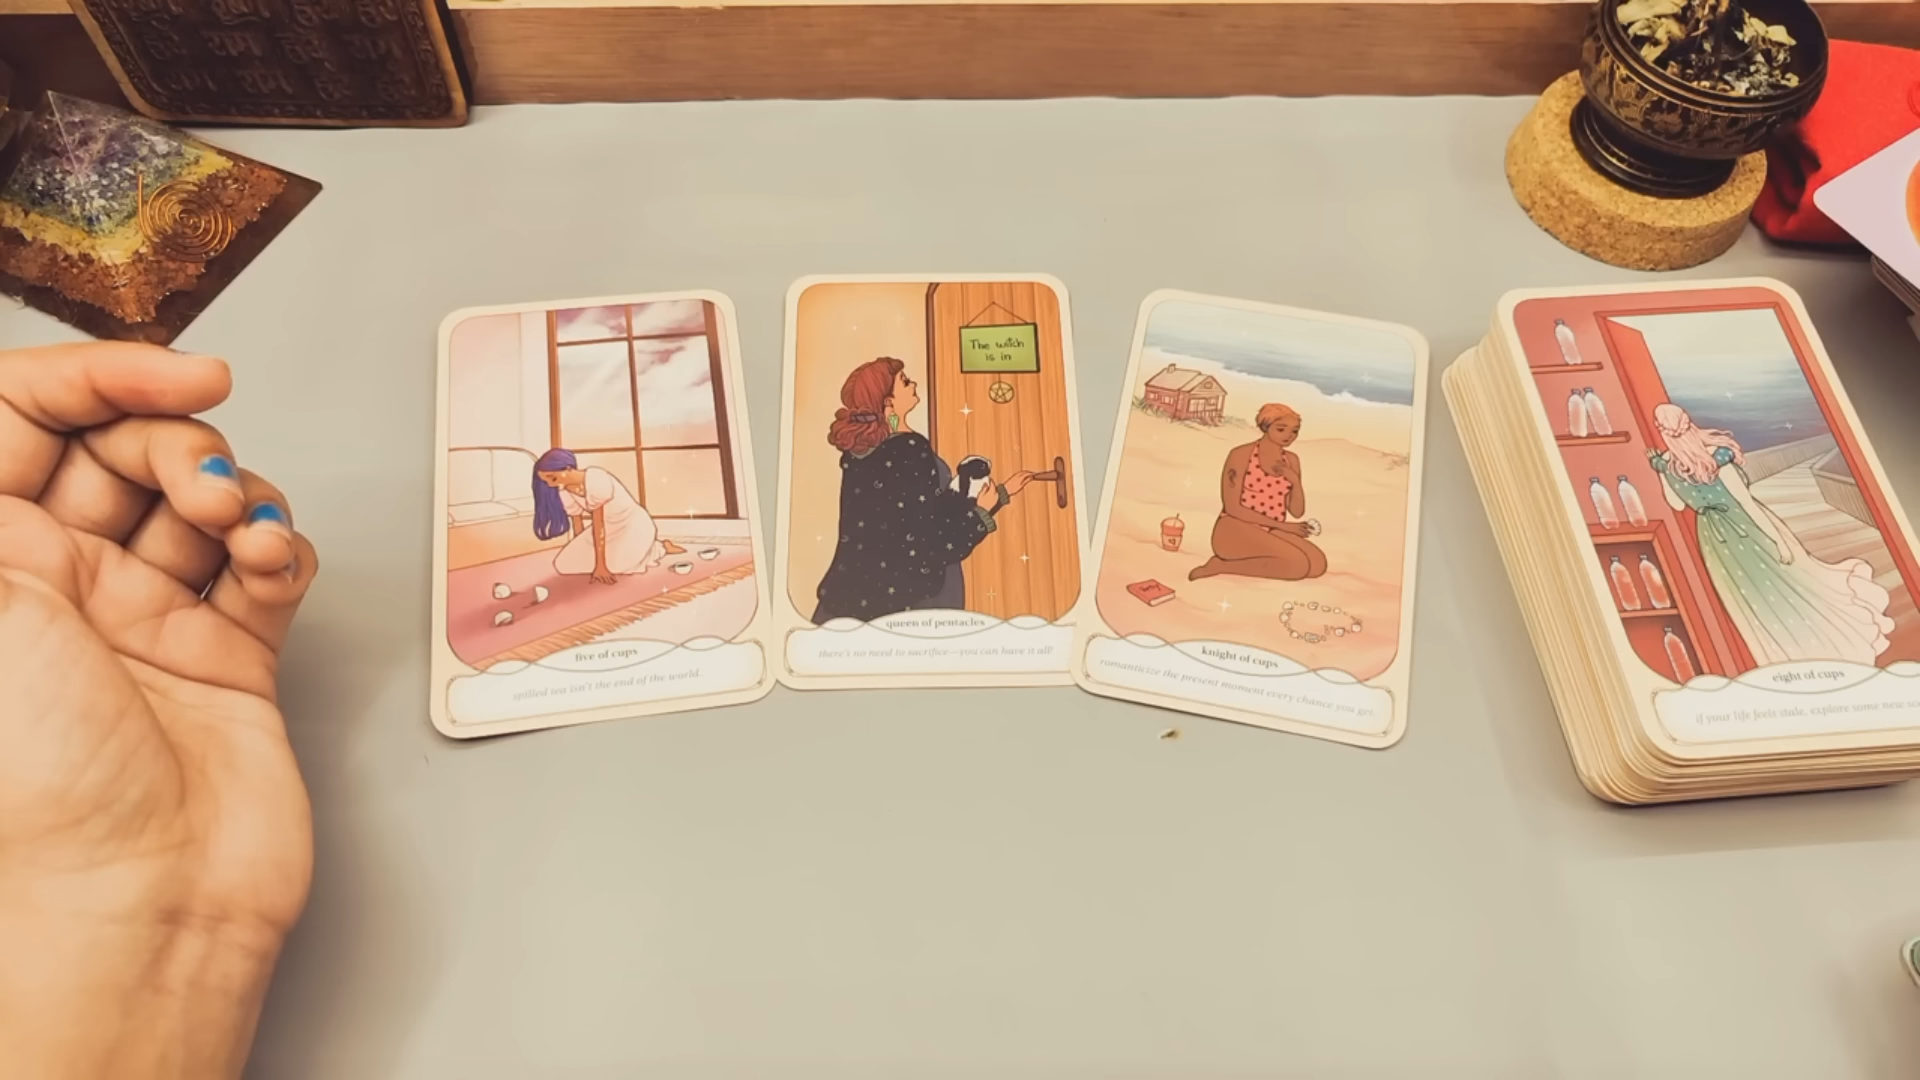 The witch
is in
five of cups
spilled tea isn't the end of the world.
queen of pentacles
there's no need to sacrifice—you can have it all!
knight of cups
romanticize the present moment every chance you get.
eight of cups
if your life feels stale, explore some new